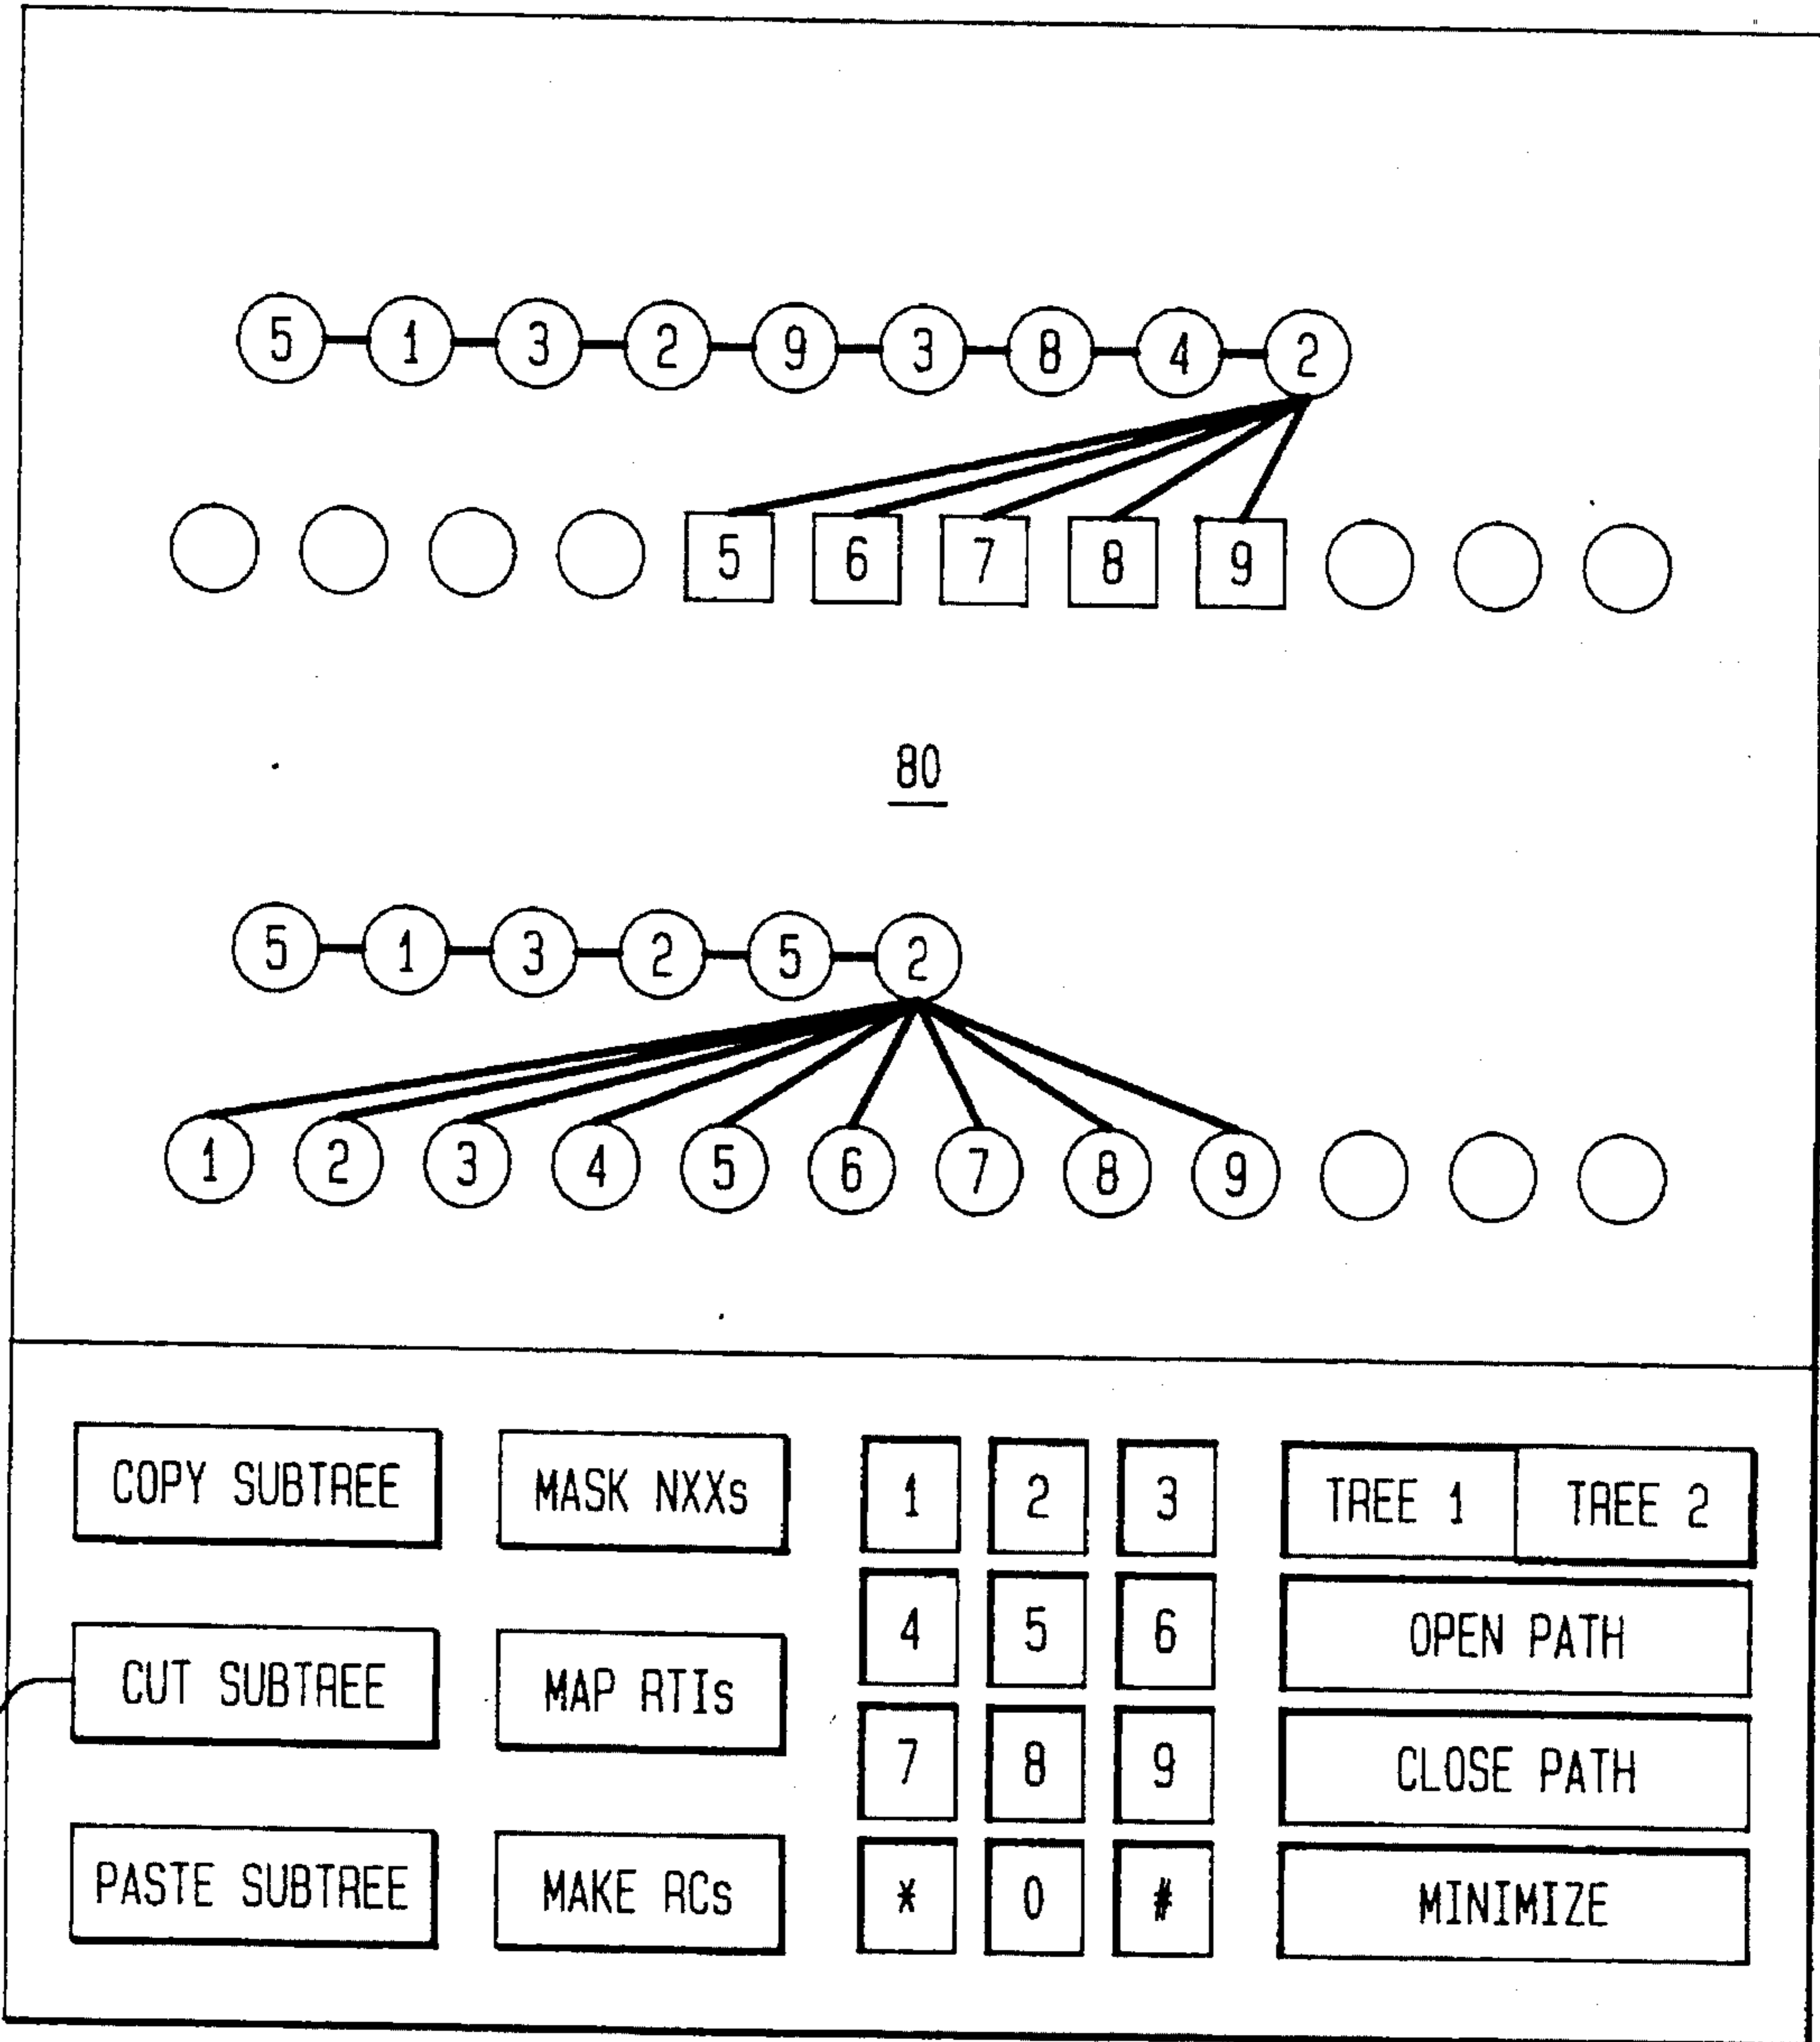 5 1 3 2 9 3 8 4 2
5 6 7 8 9
80
5 1 3 2 5 2
1 2 3 4 5 6 7 8 9
COPY SUBTREE MASK NXXs 1 2 3 TREE 1 TREE 2
4 5 6 OPEN PATH
CUT SUBTREE MAP RTIs
7 8 9 CLOSE PATH
PASTE SUBTREE MAKE RCs * 0 # MINIMIZE